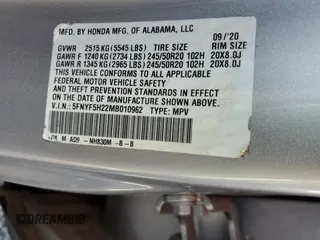 MFD. BY HONDA MFG. OF ALABAMA, LLC 09/'20
GVWR 2515 KG (5545 LBS) TIRE SIZE RIM SIZE
GAWR F 1240 KG (2734 LBS) 245/50R20 102H 20X8.0J
GAWR R 1345 KG (2965 LBS) 245/50R20 102H 20X8.0J
THIS VEHICLE CONFORMS TO ALL APPLICABLE
FEDERAL MOTOR VEHICLE SAFETY
AND THEFT PREVENTION STANDARDS IN EFFECT
ON THE DATE OF MANUFACTURE SHOWN ABOVE.
V.I.N: 5FNYF5H22MB010962 TYPE: MPV
M AD9 -NH830M -B-B
DREAMBID